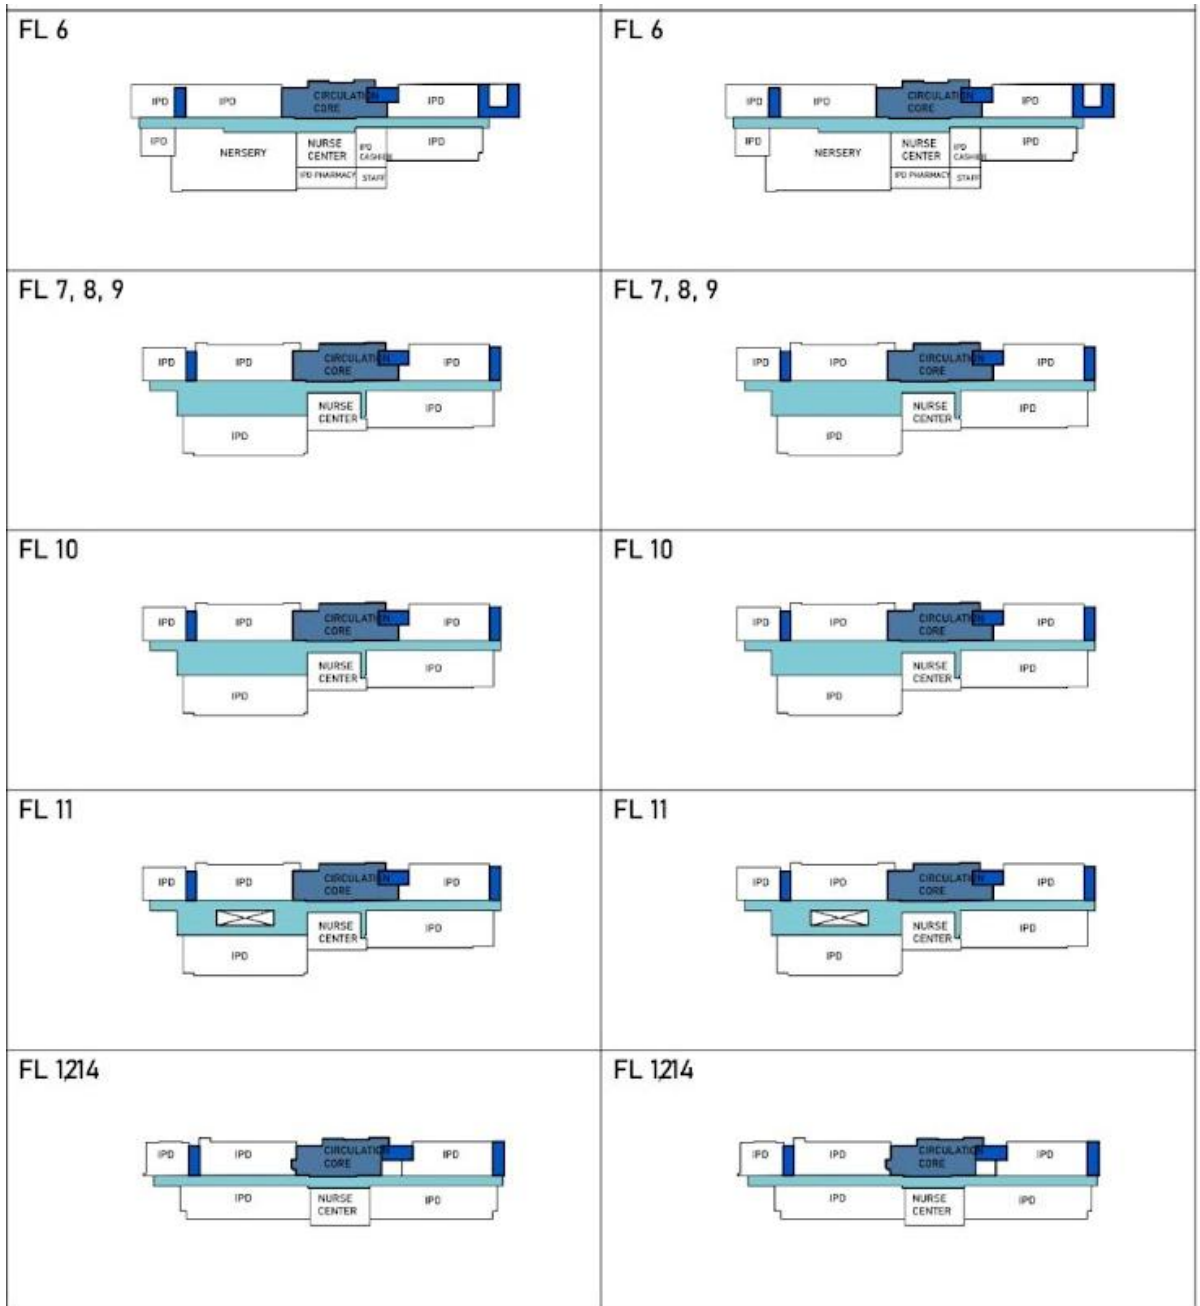 FL 6
FL 6
IPD
IPD
CIRCULATION
CORE
IPD
IPD
NERSERY
NURSE
CENTER
IPD
CASHIER
IPD
IPD PHARMACY
STAFF
IPD
IPD
CIRCULATION
CORE
IPD
IPD
NERSERY
NURSE
CENTER
IPD
CASHIER
IPD
IPD PHARMACY
STAFF
FL 7, 8, 9
FL 7, 8, 9
IPD
IPD
CIRCULATION
CORE
IPD
NURSE
CENTER
IPD
IPD
IPD
IPD
CIRCULATION
CORE
IPD
NURSE
CENTER
IPD
IPD
FL 10
FL 10
IPD
IPD
CIRCULATION
CORE
IPD
NURSE
CENTER
IPD
IPD
IPD
IPD
CIRCULATION
CORE
IPD
NURSE
CENTER
IPD
IPD
FL 11
FL 11
IPD
IPD
CIRCULATION
CORE
IPD
NURSE
CENTER
IPD
IPD
IPD
IPD
CIRCULATION
CORE
IPD
NURSE
CENTER
IPD
IPD
FL 1,214
FL 1,214
IPD
IPD
CIRCULATION
CORE
IPD
IPD
NURSE
CENTER
IPD
IPD
IPD
CIRCULATION
CORE
IPD
IPD
NURSE
CENTER
IPD